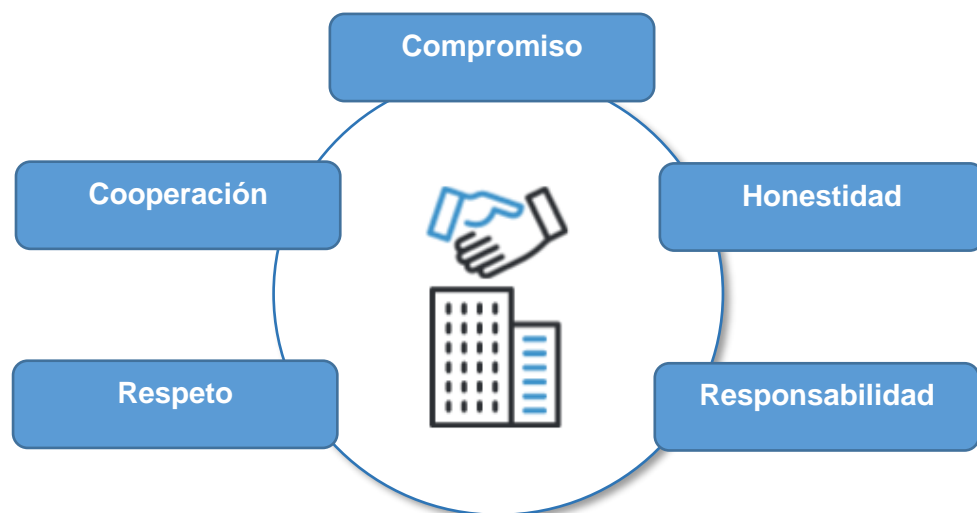 Compromiso
Cooperación
Honestidad
Respeto
Responsabilidad